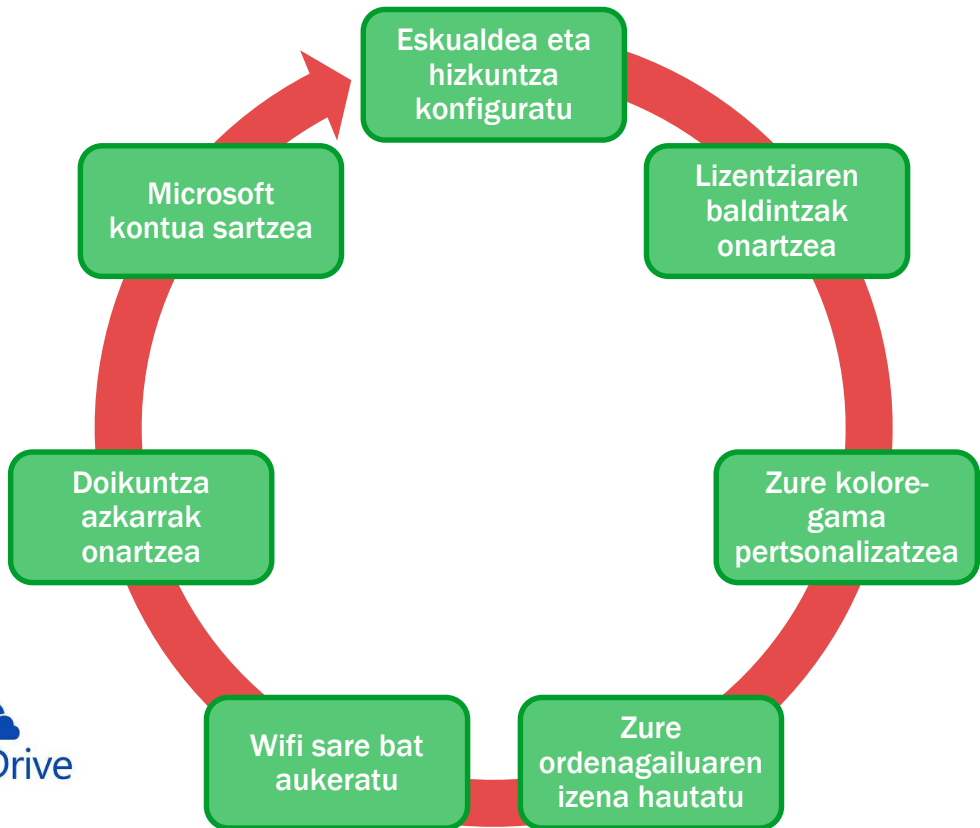 Eskualdea eta
hizkuntza
konfiguratu
Lizentziaren
baldintzak
onartzea
Zure kolore-
gama
pertsonalizatzea
Zure
ordenagailuaren
izena hautatu
Wifi sare bat
aukeratu
Doikuntza
azkarrak
onartzea
Microsoft
kontua sartzea
Drive